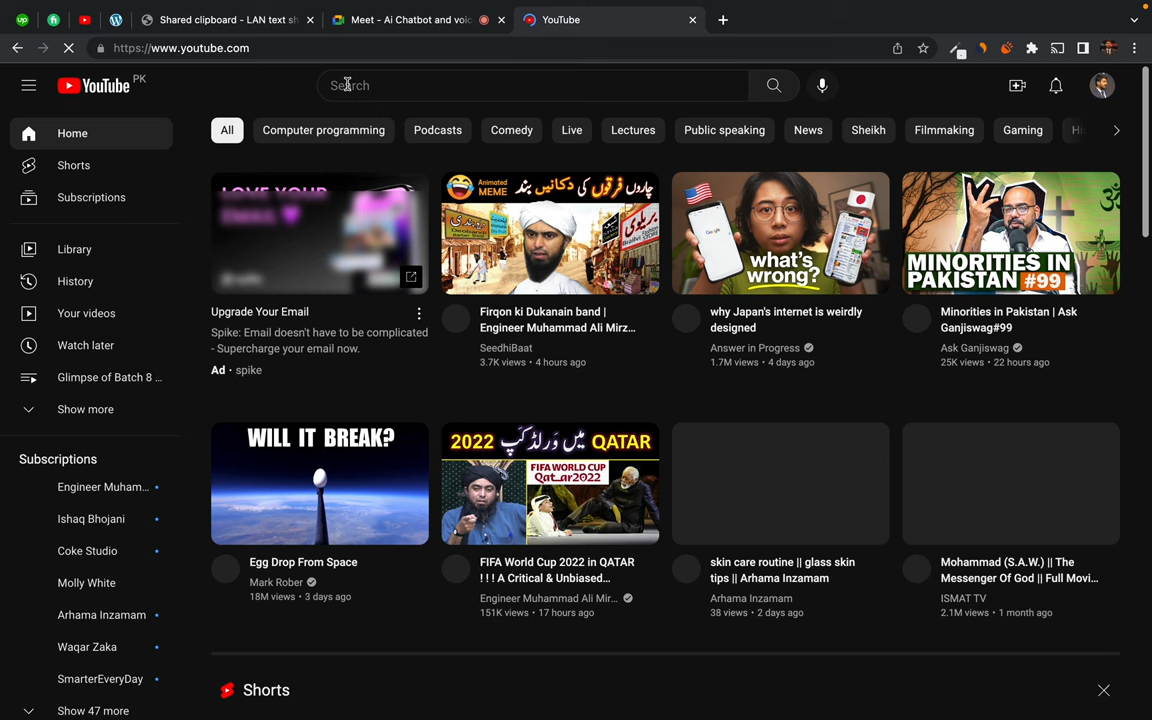 Shared clipboard - LAN text sh
Meet - Ai Chatbot and voic
YouTube
https://www.youtube.com
YouTube PK
Search
Home
Shorts
Subscriptions
Library
History
Your videos
Watch later
Glimpse of Batch 8 ...
Show more
Subscriptions
Engineer Muham...
Ishaq Bhojani
Coke Studio
Molly White
Arhama Inzamam
Waqar Zaka
SmarterEveryDay
Show 47 more
All
Computer programming
Podcasts
Comedy
Live
Lectures
Public speaking
News
Sheikh
Filmmaking
Gaming
Hi
LOVE YOUR
EMAIL
Upgrade Your Email
Spike: Email doesn't have to be complicated
- Supercharge your email now.
Ad · spike
Animated
MEME
چاروں فرقوں کی دکانیں بند
دیوبندی
بریلوی
Firqon ki Dukanain band |
Engineer Muhammad Ali Mirz...
SeedhiBaat
3.7K views • 4 hours ago
Google
what's
wrong?
why Japan's internet is weirdly
designed
Answer in Progress
1.7M views • 4 days ago
MINORITIES IN
PAKISTAN #99
Minorities in Pakistan | Ask
Ganjiswag#99
Ask Ganjiswag
25K views • 22 hours ago
WILL IT BREAK?
Egg Drop From Space
Mark Rober
18M views • 3 days ago
2022 میں ورلڈ کپ QATAR
FIFA WORLD CUP
Qatar2022
FIFA World Cup 2022 in QATAR
! ! ! A Critical & Unbiased...
Engineer Muhammad Ali Mir...
151K views • 17 hours ago
skin care routine || glass skin
tips || Arhama Inzamam
Arhama Inzamam
38 views • 2 days ago
Mohammad (S.A.W.) || The
Messenger Of God || Full Movi...
ISMAT TV
2.1M views • 1 month ago
Shorts